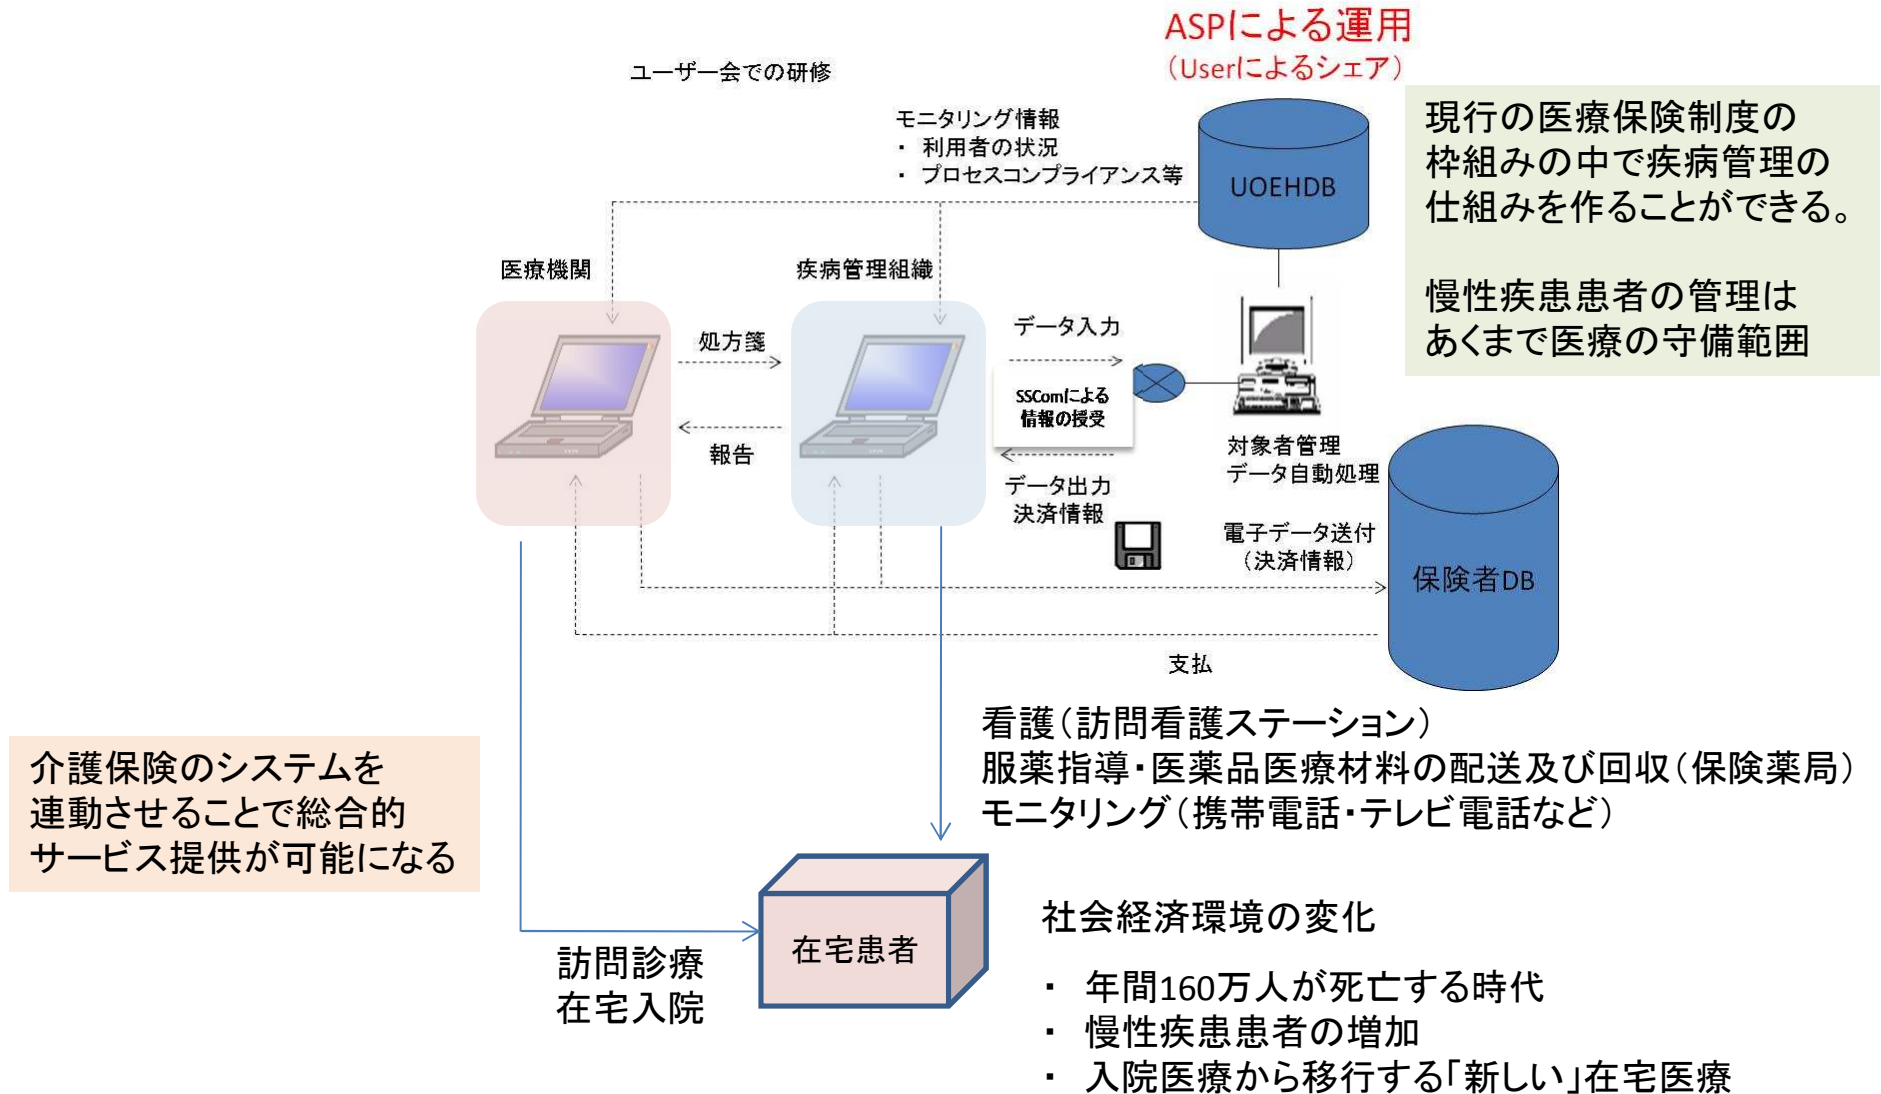 ASPによる運用
（Userによるシェア）
ユーザー会での研修
モニタリング情報
・ 利用者の状況
・ プロセスコンプライアンス等
UOEHDB
現行の医療保険制度の
枠組みの中で疾病管理の
仕組みを作ることができる。
慢性疾患患者の管理は
あくまで医療の守備範囲
医療機関
疾病管理組織
処方箋
報告
データ入力
SSComによる
情報の授受
データ出力
決済情報
対象者管理
データ自動処理
電子データ送付
（決済情報）
保険者DB
支払
看護（訪問看護ステーション）
服薬指導・医薬品医療材料の配送及び回収（保険薬局）
モニタリング（携帯電話・テレビ電話など）
介護保険のシステムを
連動させることで総合的
サービス提供が可能になる
在宅患者
訪問診療
在宅入院
社会経済環境の変化
・ 年間160万人が死亡する時代
・ 慢性疾患患者の増加
・ 入院医療から移行する「新しい」在宅医療